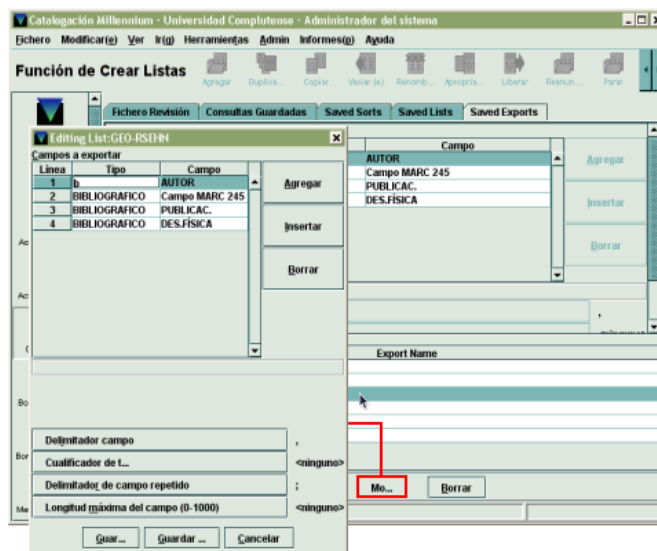 Catalogación Millennium - Universidad Complutense - Administrador del sistema
Fichero Modificar(e) Ver Ir(g) Herramientas Admin Informes(p) Ayuda
Función de Crear Listas
Agregar Duplica... Copiar Vaciar (e) Renomb... Apropria... Liberar Reanun... Parar
Fichero Revisión Consultas Guardadas Saved Sorts Saved Lists Saved Exports
Editing List:GEO-RSEHN
Campos a exportar
Línea Tipo Campo
1 b AUTOR
2 BIBLIOGRAFICO Campo MARC 245
3 PUBLICAC.
BIBLIOGRAFICO
4 BIBLIOGRAFICO DES.FÍSICA
Agregar
Insertar
Borrar
Campo
AUTOR
Campo MARC 245
PUBLICAC.
DES.FÍSICA
Agregar
Insertar
Borrar
,
Export Name
Delimitador campo ,
Cualificador de t... <ninguno>
Delimitador de campo repetido ;
Longitud máxima del campo (0-1000) <ninguno>
Guar... Guardar ... Cancelar
Mo... Borrar